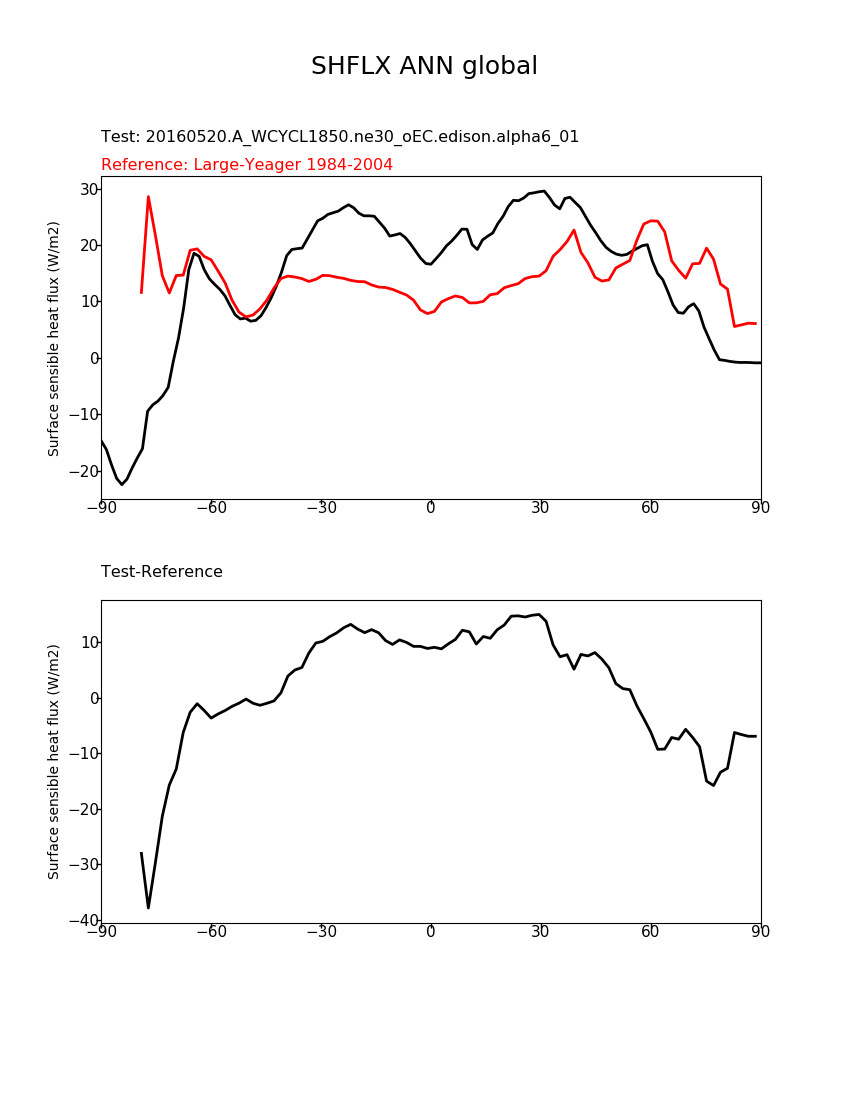 SHFLX ANN global
Test: 20160520.A_WCYCL1850.ne30_oEC.edison.alpha6_01
Reference: Large-Yeager 1984-2004
Surface sensible heat flux (W/m2)
30
20
10
0
−10
−20
−90 −60 −30 0 30 60 90
Test-Reference
Surface sensible heat flux (W/m2)
10
0
−10
−20
−30
−40
−90 −60 −30 0 30 60 90